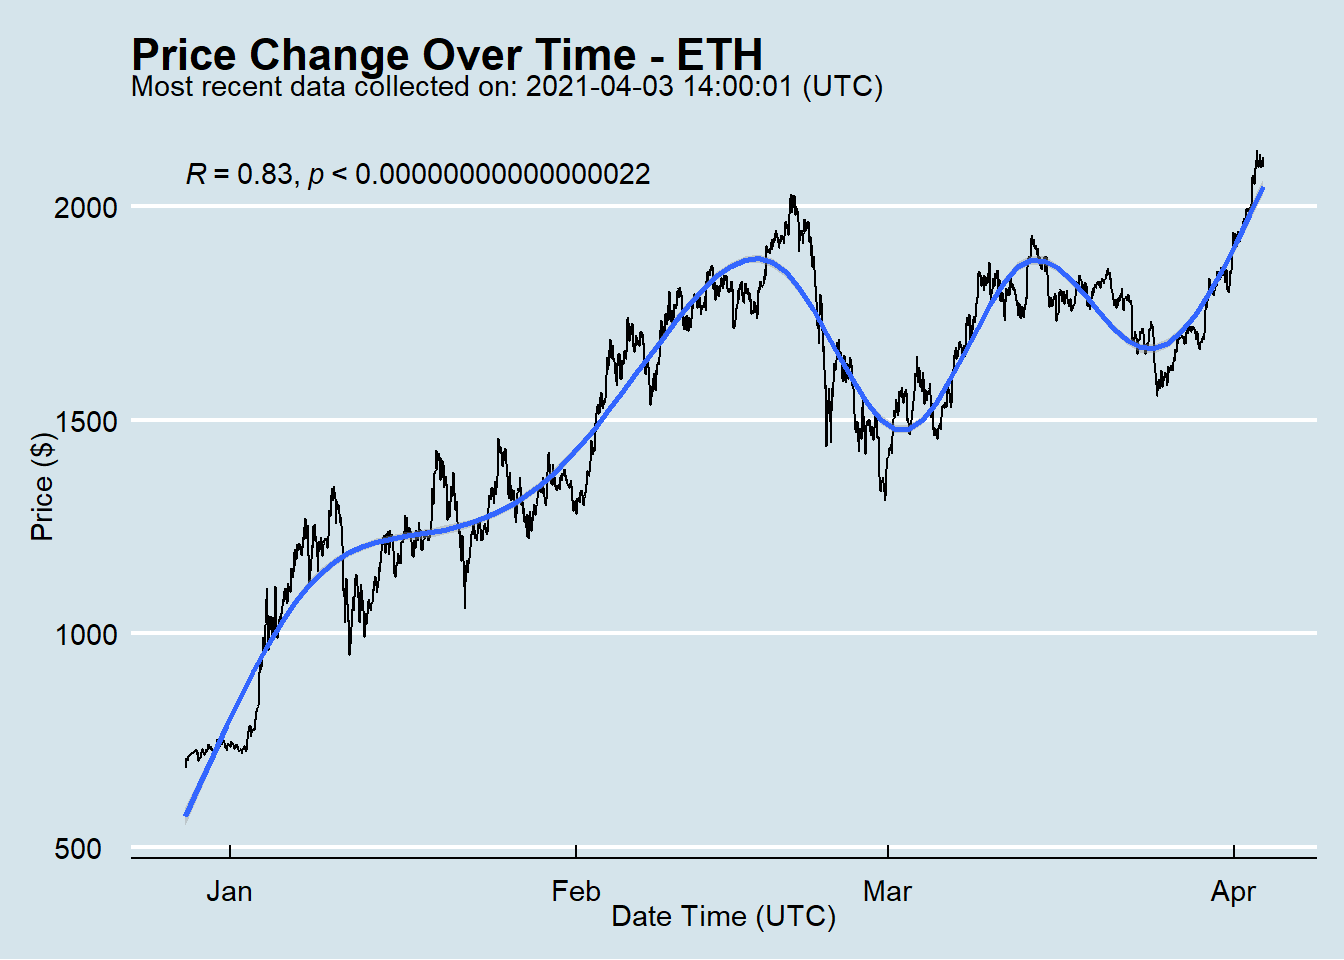 Price Change Over Time - ETH
Most recent data collected on: 2021-04-03 14:00:01 (UTC)
R = 0.83, p < 0.00000000000000022
2000
1500
1000
500
Price ($)
Jan Feb Mar Apr
Date Time (UTC)